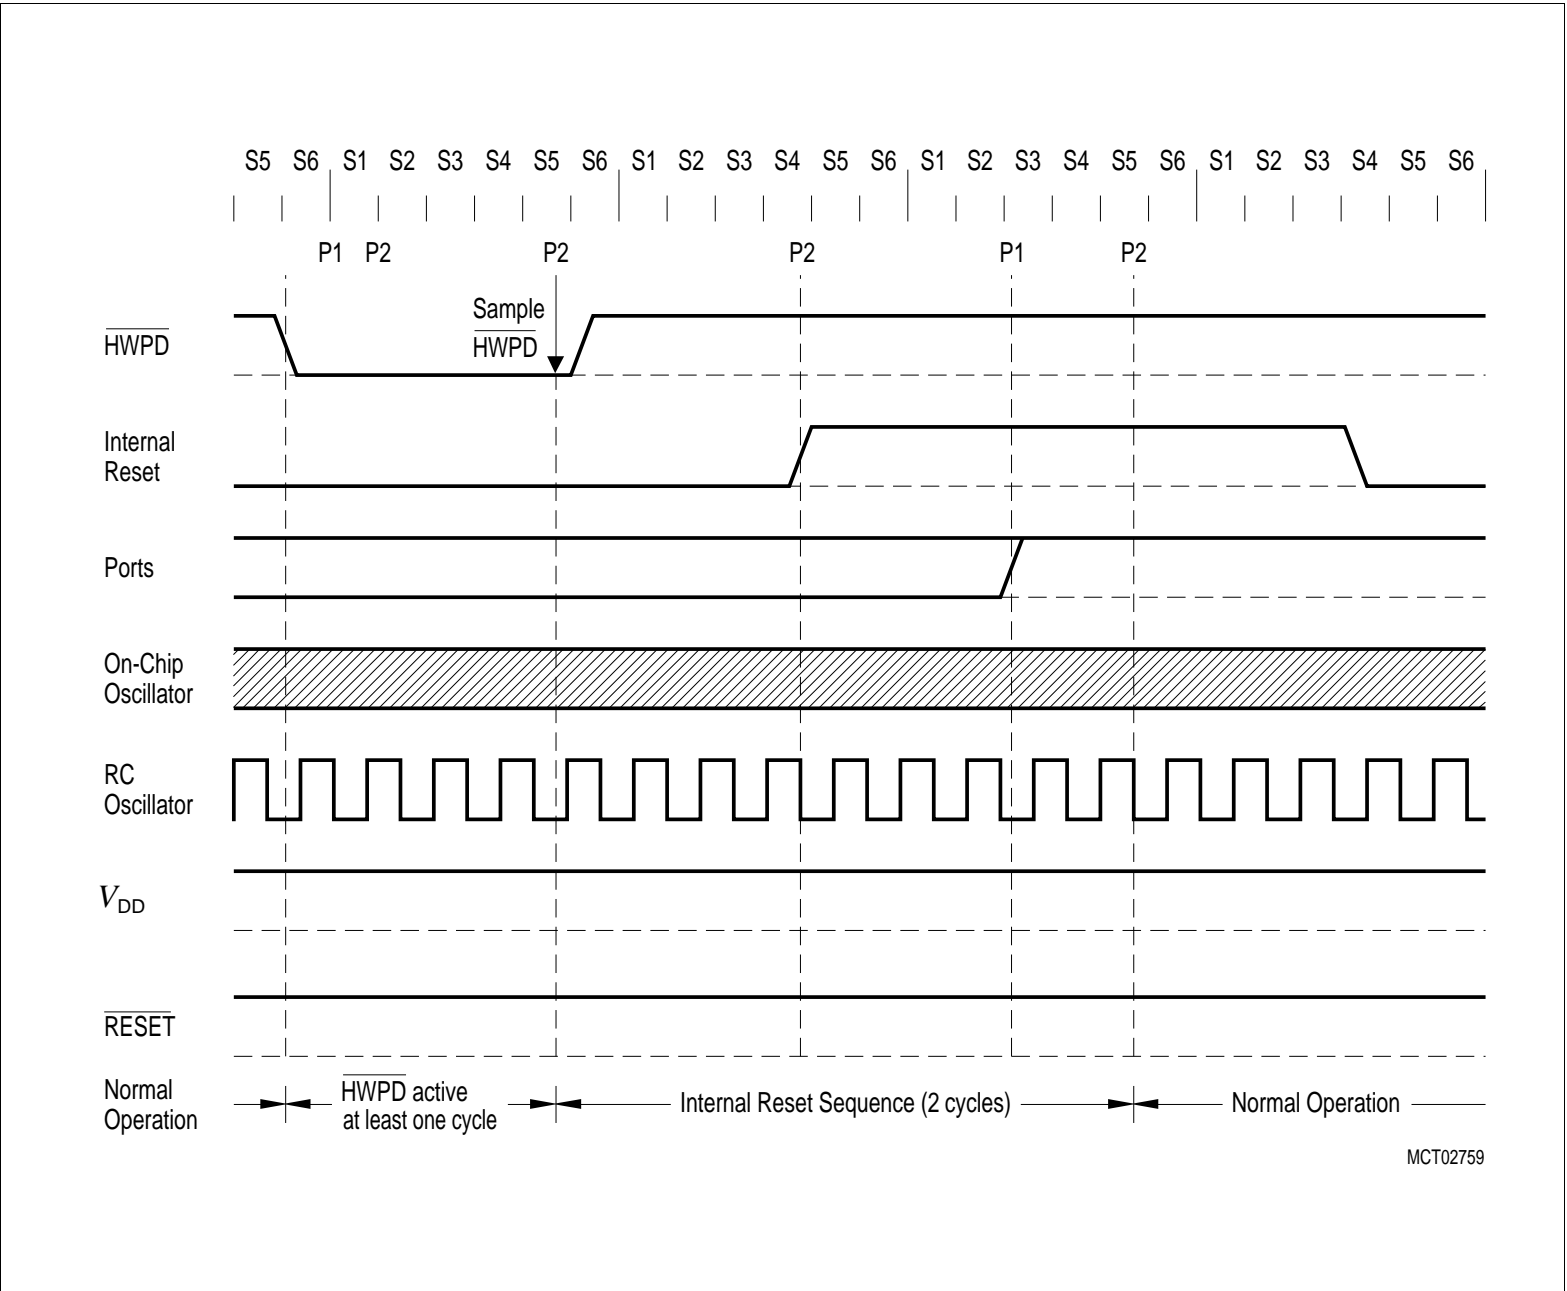 S5 S6 S1 S2 S3 S4 S5 S6 S1 S2 S3 S4 S5 S6 S1 S2 S3 S4 S5 S6 S1 S2 S3 S4 S5 S6
P1 P2 P2 P2 P1 P2
Sample
HWPD
HWPD
Internal
Reset
Ports
On-Chip
Oscillator
RC
Oscillator
VDD
RESET
Normal
Operation
HWPD active
at least one cycle
Internal Reset Sequence (2 cycles)
Normal Operation
MCT02759